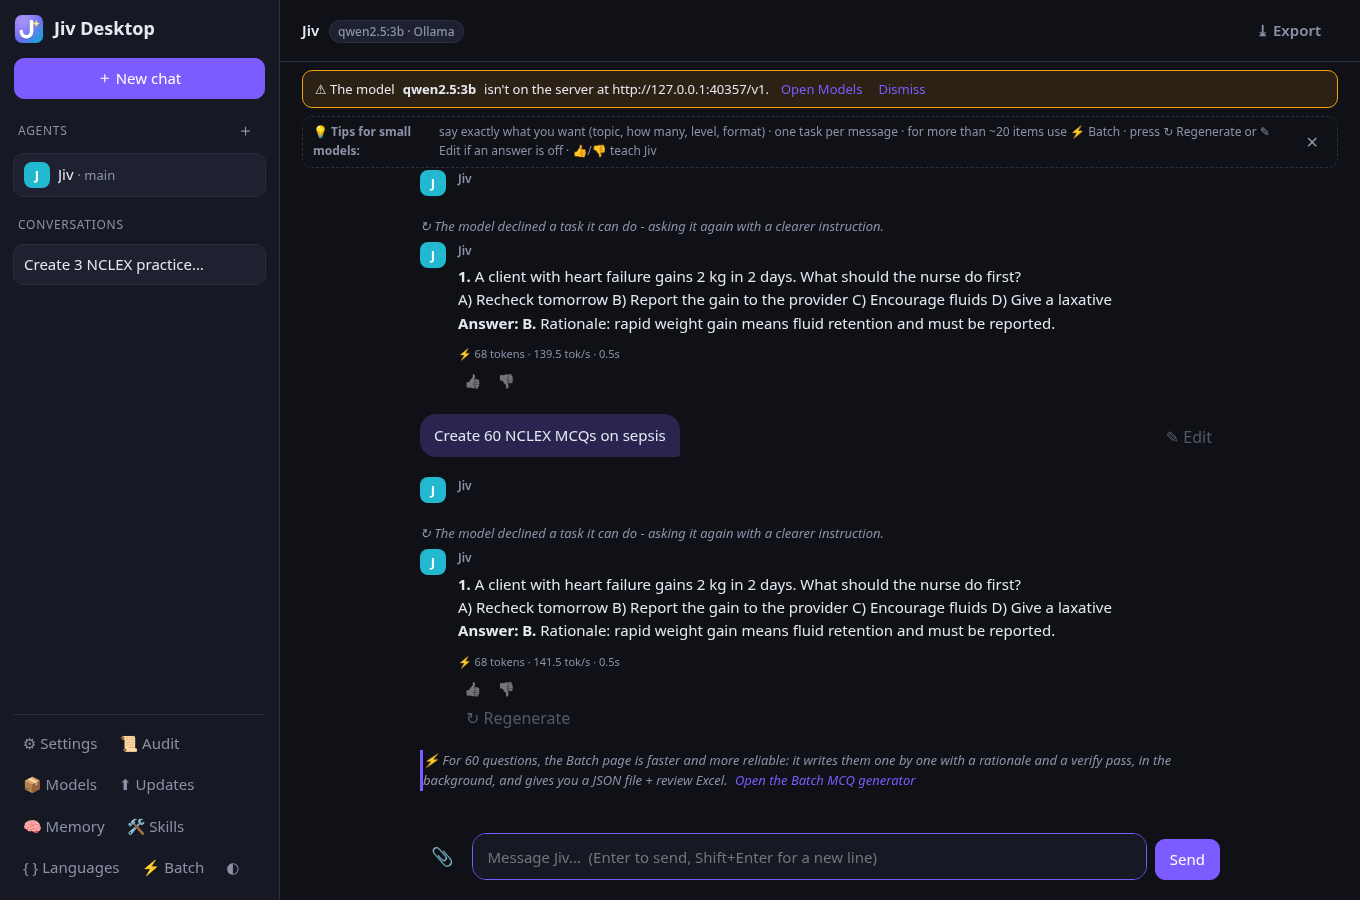 Jiv Desktop
+ New chat
AGENTS +
J Jiv · main
CONVERSATIONS
Create 3 NCLEX practice...
⚙ Settings 📜 Audit
📦 Models ⬆ Updates
🧠 Memory 🛠️ Skills
{ } Languages ⚡ Batch ◐
Jiv qwen2.5:3b · Ollama ⤓ Export
⚠ The model qwen2.5:3b isn't on the server at http://127.0.0.1:40357/v1. Open Models Dismiss
💡 Tips for small models: say exactly what you want (topic, how many, level, format) · one task per message · for more than ~20 items use ⚡ Batch · press ↻ Regenerate or ✎
Edit if an answer is off · 👍/👎 teach Jiv ✕
J Jiv
↻ The model declined a task it can do - asking it again with a clearer instruction.
J Jiv
1. A client with heart failure gains 2 kg in 2 days. What should the nurse do first?
A) Recheck tomorrow B) Report the gain to the provider C) Encourage fluids D) Give a laxative
Answer: B. Rationale: rapid weight gain means fluid retention and must be reported.
⚡ 68 tokens · 139.5 tok/s · 0.5s
👍 👎
Create 60 NCLEX MCQs on sepsis
✎ Edit
J Jiv
↻ The model declined a task it can do - asking it again with a clearer instruction.
J Jiv
1. A client with heart failure gains 2 kg in 2 days. What should the nurse do first?
A) Recheck tomorrow B) Report the gain to the provider C) Encourage fluids D) Give a laxative
Answer: B. Rationale: rapid weight gain means fluid retention and must be reported.
⚡ 68 tokens · 141.5 tok/s · 0.5s
👍 👎
↻ Regenerate
⚡ For 60 questions, the Batch page is faster and more reliable: it writes them one by one with a rationale and a verify pass, in the
background, and gives you a JSON file + review Excel. Open the Batch MCQ generator
📎 Message Jiv... (Enter to send, Shift+Enter for a new line) Send